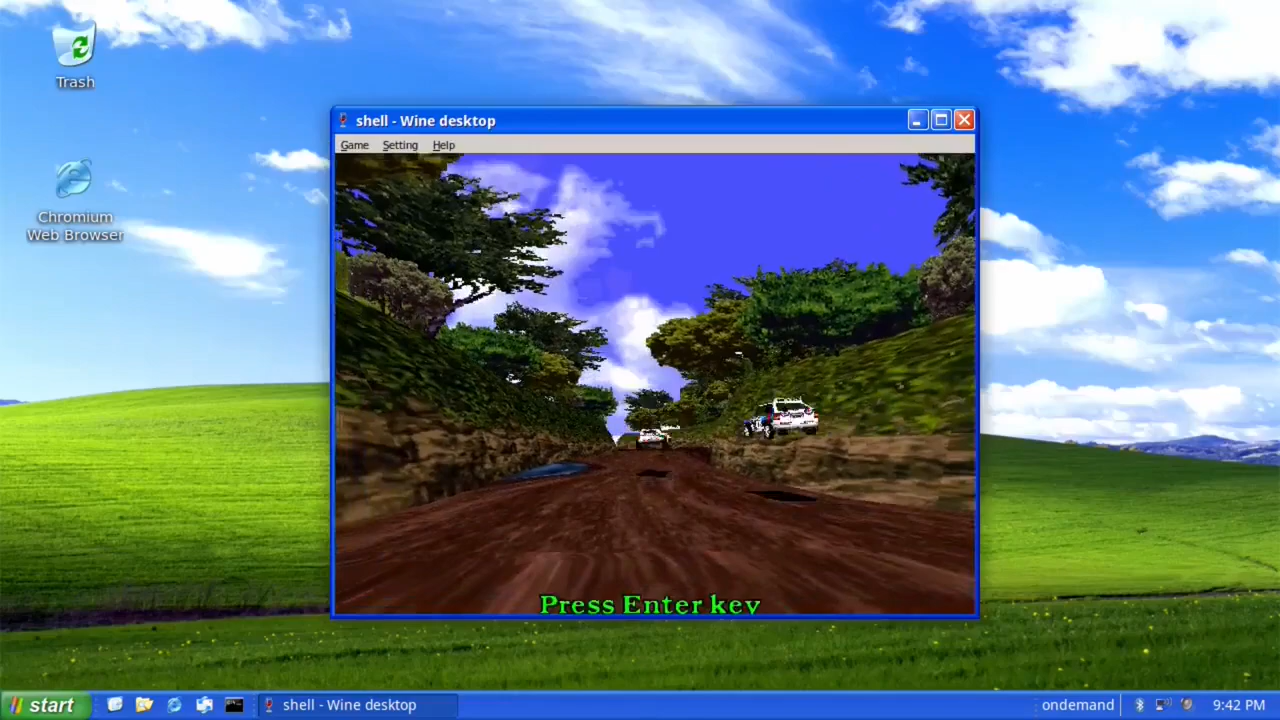 Trash
Chromium
Web Browser
shell - Wine desktop
Game Setting Help
Press Enter key
start
shell - Wine desktop
ondemand
9:42 PM